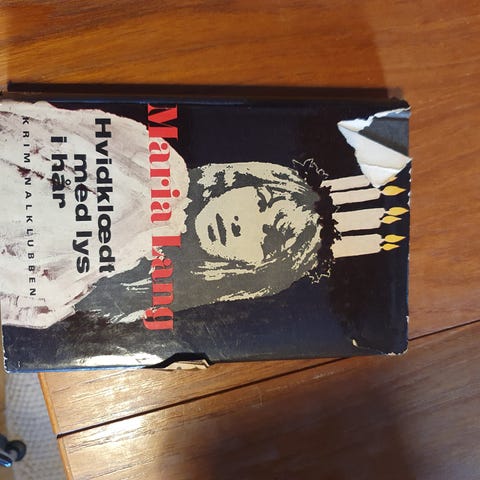 Maria Lang
Hvidklædt
med lys
i hår
KRIMINALKLUBBEN